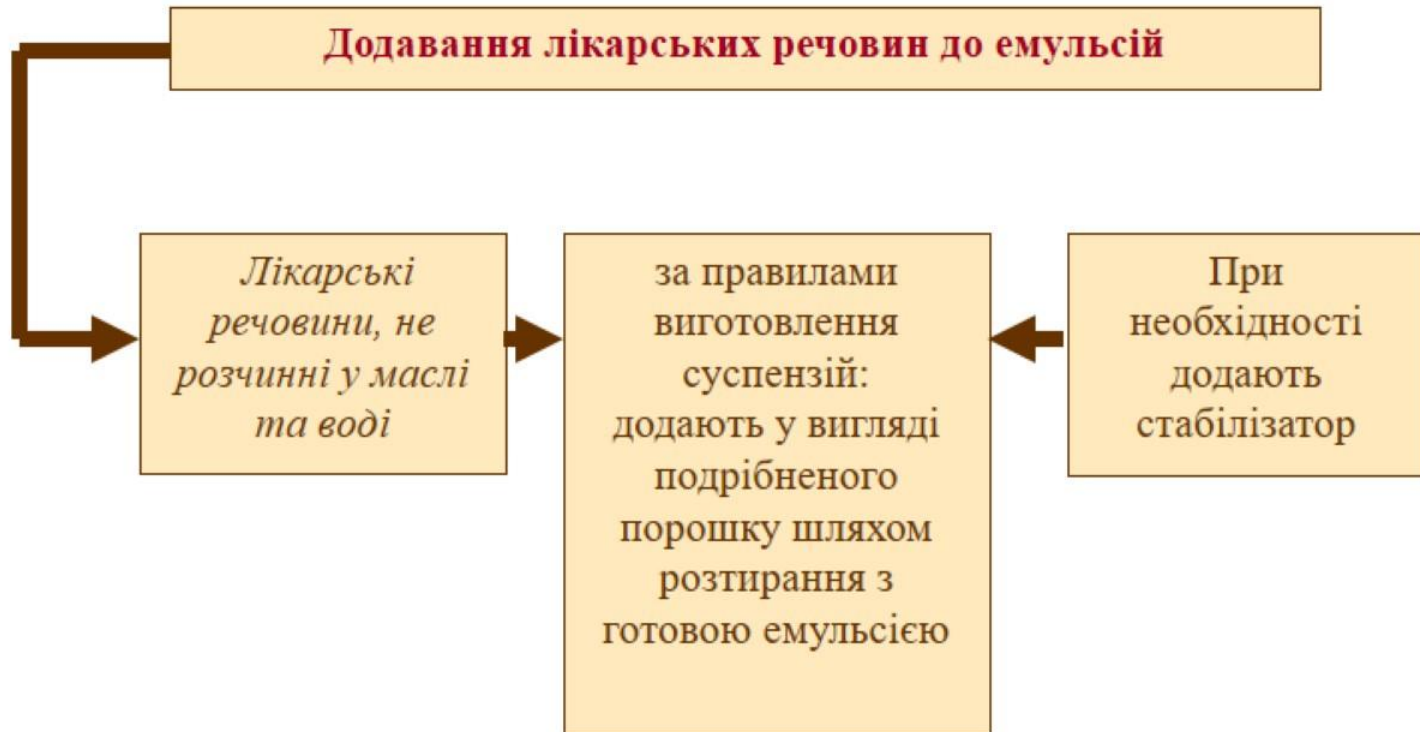 Додавання лікарських речовин до емульсій
Лікарські
речовини, не
розчинні у маслі
та воді
за правилами
виготовлення
суспензій:
додають у вигляді
подрібненого
порошку шляхом
розтирання з
готовою емульсією
При
необхідності
додають
стабілізатор